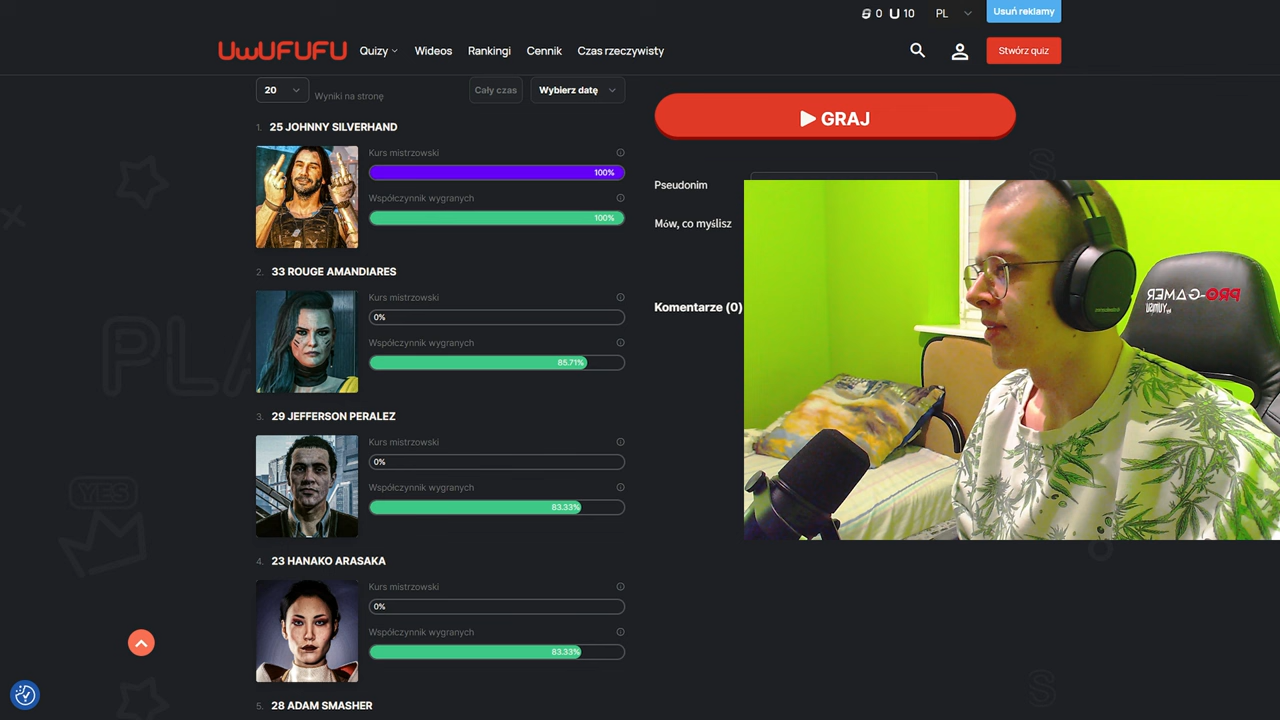 0 10 PL Usuń reklamy
UwUFUFU Quizy Wideos Rankingi Cennik Czas rzeczywisty Stwórz quiz
20 Wyniki na stronę Cały czas Wybierz datę
1. 25 JOHNNY SILVERHAND
Kurs mistrzowski
100%
Współczynnik wygranych
100%
2. 33 ROUGE AMANDIARES
Kurs mistrzowski
0%
Współczynnik wygranych
85.71%
3. 29 JEFFERSON PERALEZ
Kurs mistrzowski
0%
Współczynnik wygranych
83.33%
4. 23 HANAKO ARASAKA
Kurs mistrzowski
0%
Współczynnik wygranych
83.33%
5. 28 ADAM SMASHER
GRAJ
Pseudonim
Mów, co myślisz
Komentarze (0)
PRO-GAMER
YES